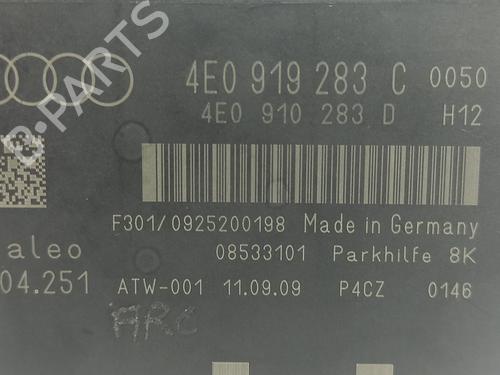 4E0 919 283 C 0050
4E0 910 283 D H12
F301/0925200198 Made in Germany
aleo 08533101 Parkhilfe 8K
04.251 ATW-001 11.09.09 P4CZ 0146
ARC
B-PARTS